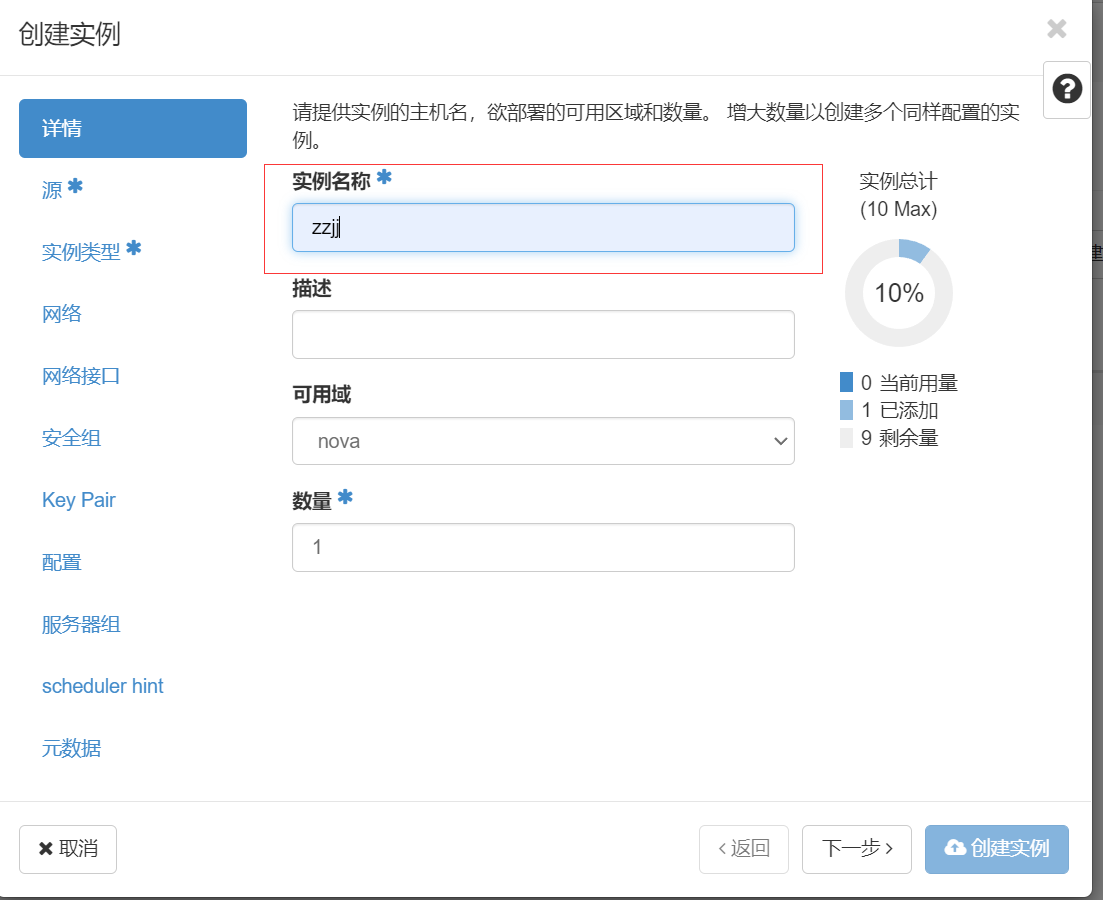 创建实例
详情
源
实例类型
网络
网络接口
安全组
Key Pair
配置
服务器组
scheduler hint
元数据
请提供实例的主机名，欲部署的可用区域和数量。 增大数量以创建多个同样配置的实
例。
实例名称
zzjj
描述
可用域
nova
数量
1
实例总计
(10 Max)
10%
0 当前用量
1 已添加
9 剩余量
建
取消
返回
下一步
创建实例